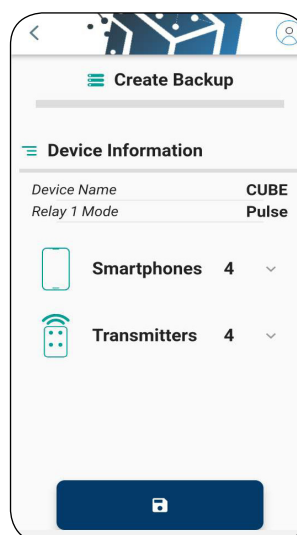 Create Backup
Device Information
Device Name CUBE
Relay 1 Mode Pulse
Smartphones 4
Transmitters 4